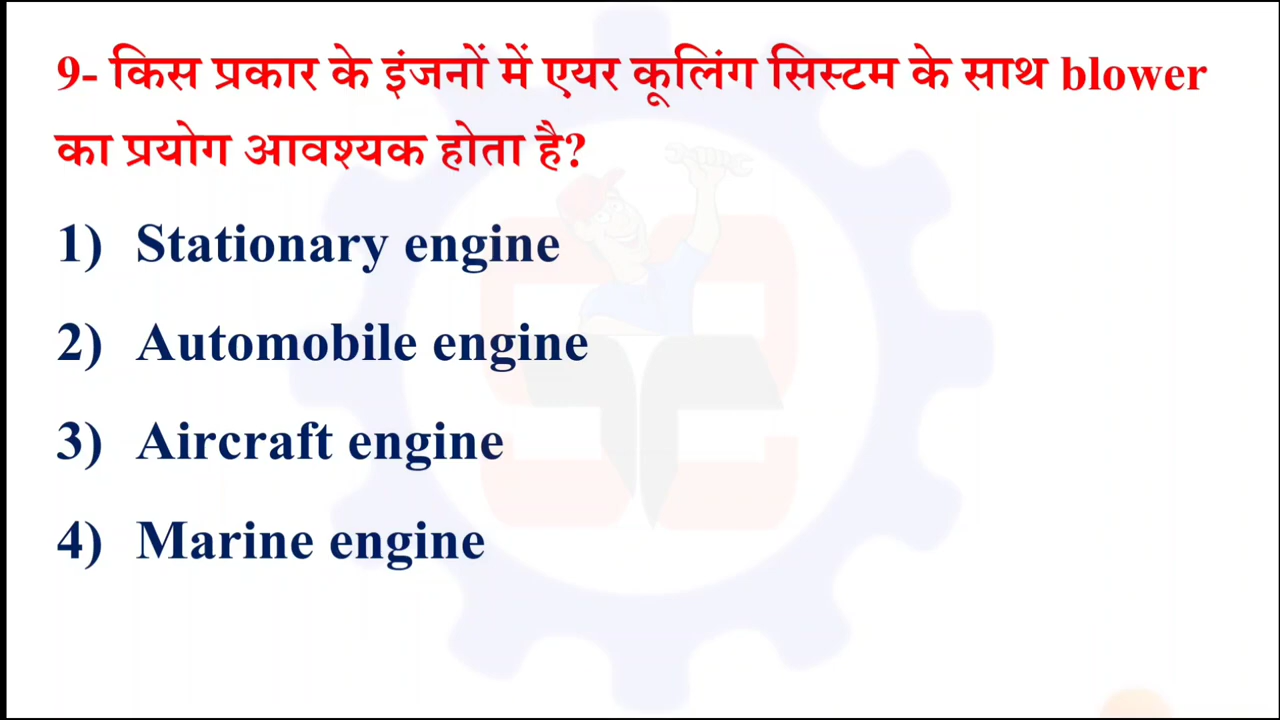 9- किस प्रकार के इंजनों में एयर कूलिंग सिस्टम के साथ blower
का प्रयोग आवश्यक होता है?
1) Stationary engine
2) Automobile engine
3) Aircraft engine
4) Marine engine